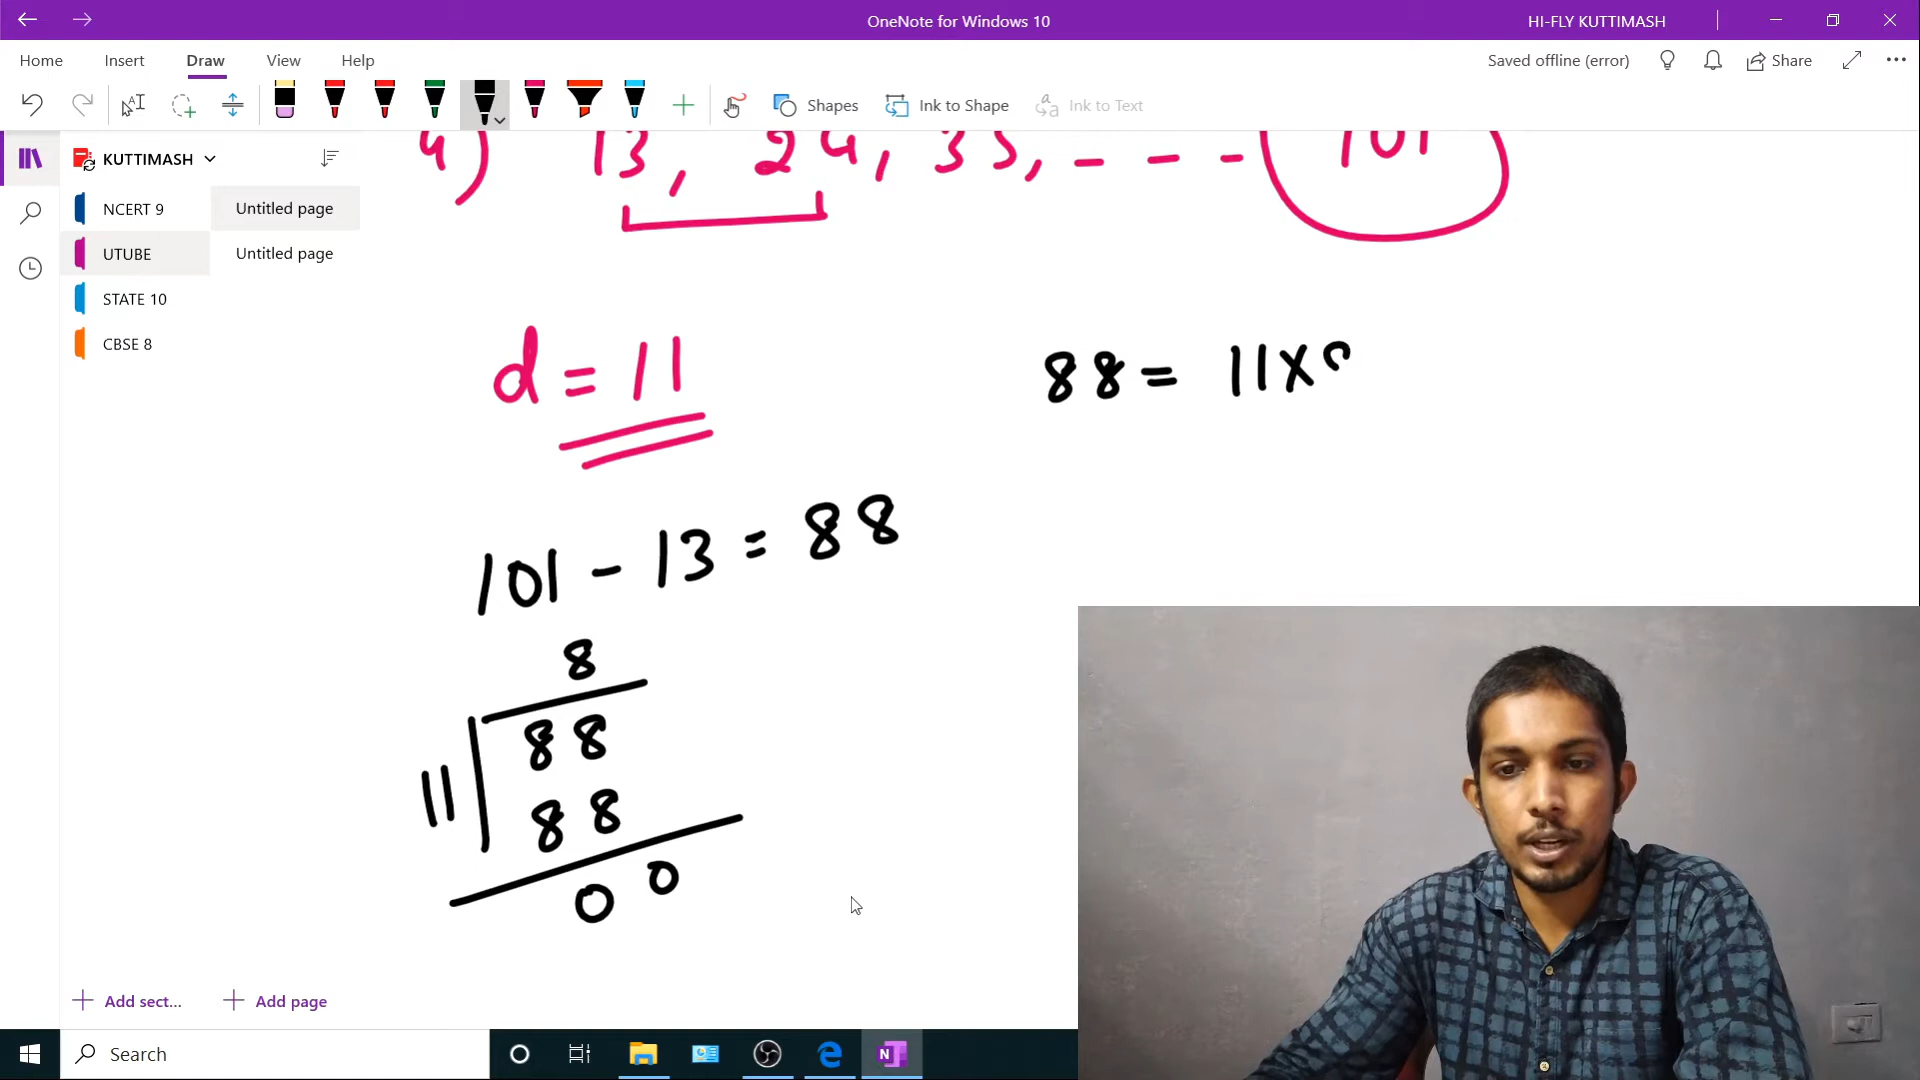 OneNote for Windows 10
HI-FLY KUTTIMASH
Home Insert Draw View Help
Saved offline (error) Share
Shapes Ink to Shape Ink to Text
KUTTIMASH
NCERT 9
UTUBE
STATE 10
CBSE 8
Untitled page
Untitled page
4) 13, 24, 35, - - - 101
d = 11
88 = 11x
101 - 13 = 88
8
11 88
88
00
Add sect...
Add page
Search